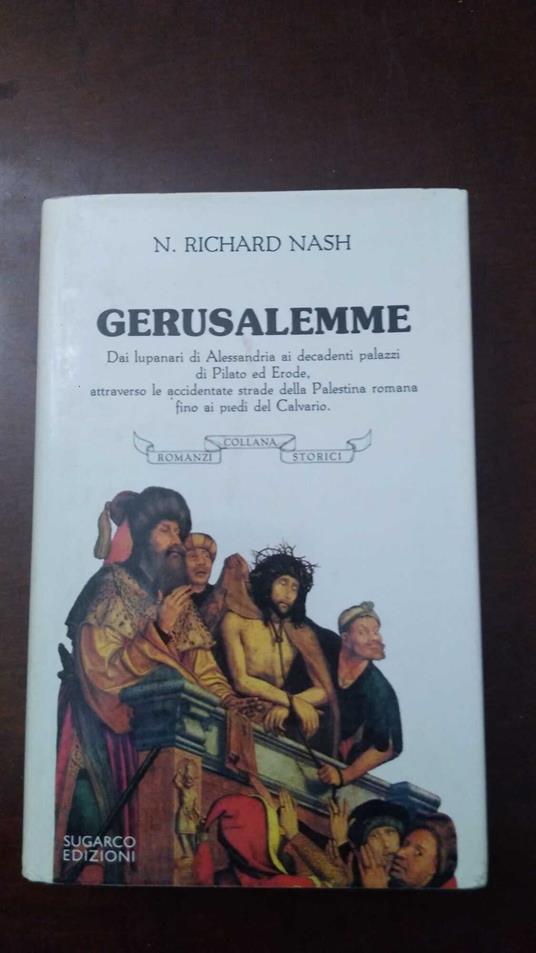 N. RICHARD NASH
GERUSALEMME
Dai lupanari di Alessandria ai decadenti palazzi
di Pilato ed Erode,
attraverso le accidentate strade della Palestina romana
fino ai piedi del Calvario.
COLLANA
ROMANZI STORICI
SUGARCO
EDIZIONI